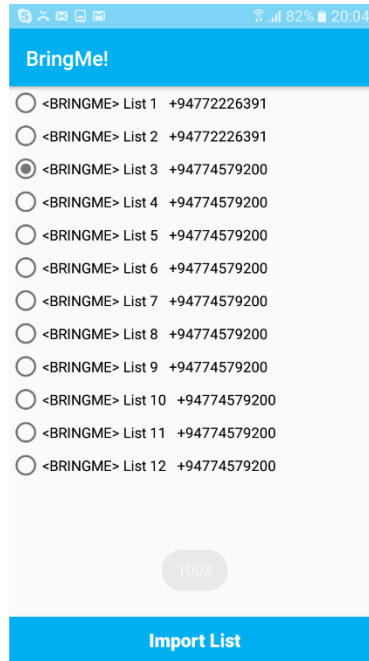 82% 20:04
BringMe!
<BRINGME> List 1 +94772226391
<BRINGME> List 2 +94772226391
<BRINGME> List 3 +94774579200
<BRINGME> List 4 +94774579200
<BRINGME> List 5 +94774579200
<BRINGME> List 6 +94774579200
<BRINGME> List 7 +94774579200
<BRINGME> List 8 +94774579200
<BRINGME> List 9 +94774579200
<BRINGME> List 10 +94774579200
<BRINGME> List 11 +94774579200
<BRINGME> List 12 +94774579200
1003
Import List